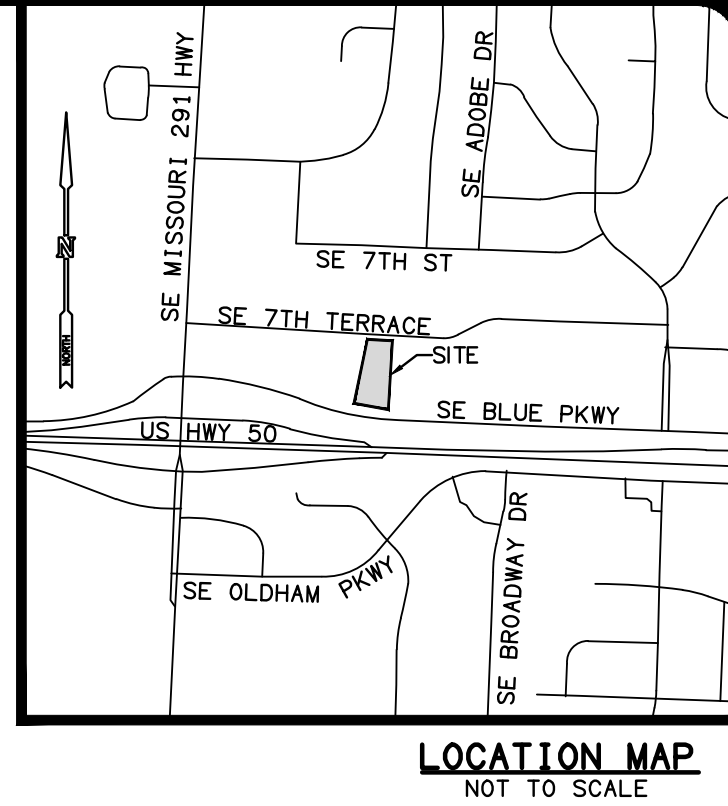 SE MISSOURI 291 HWY
SE ADOBE DR
N
NORTH
SE 7TH ST
SE 7TH TERRACE
SITE
SE BLUE PKWY
US HWY 50
SE OLDHAM PKWY
SE BROADWAY DR
LOCATION MAP
NOT TO SCALE